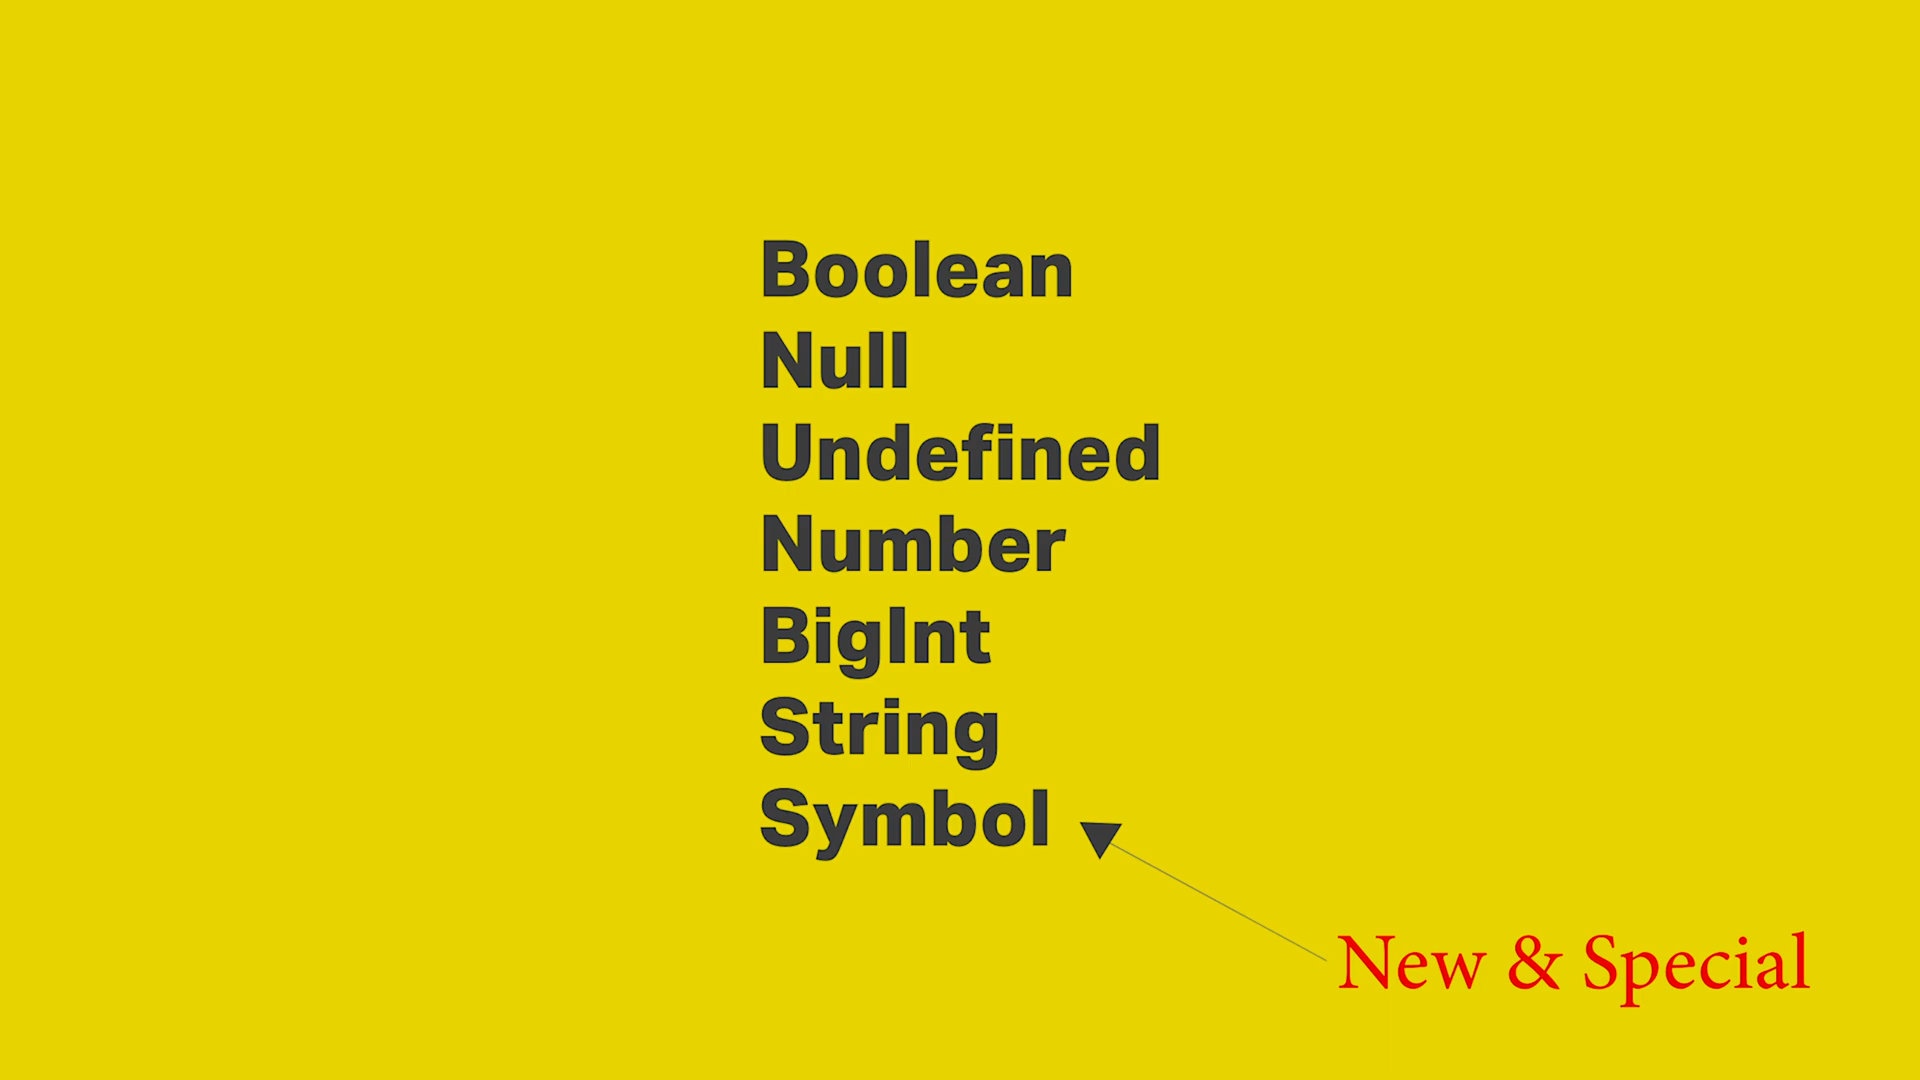 Boolean
Null
Undefined
Number
BigInt
String
Symbol
New & Special